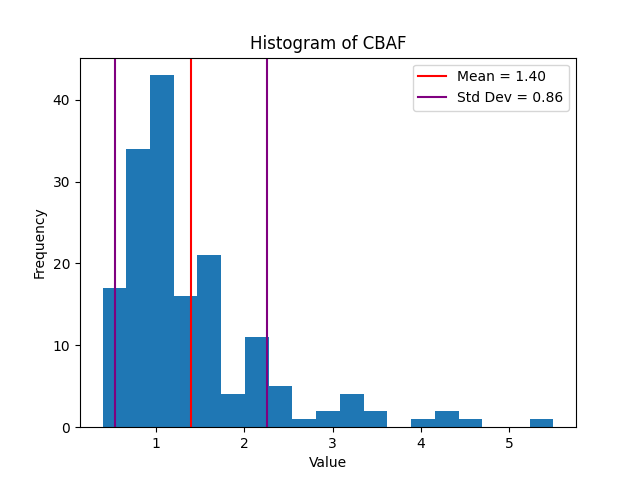 Histogram of CBAF
Mean = 1.40
Std Dev = 0.86
Frequency
40
30
20
10
0
1 2 3 4 5
Value